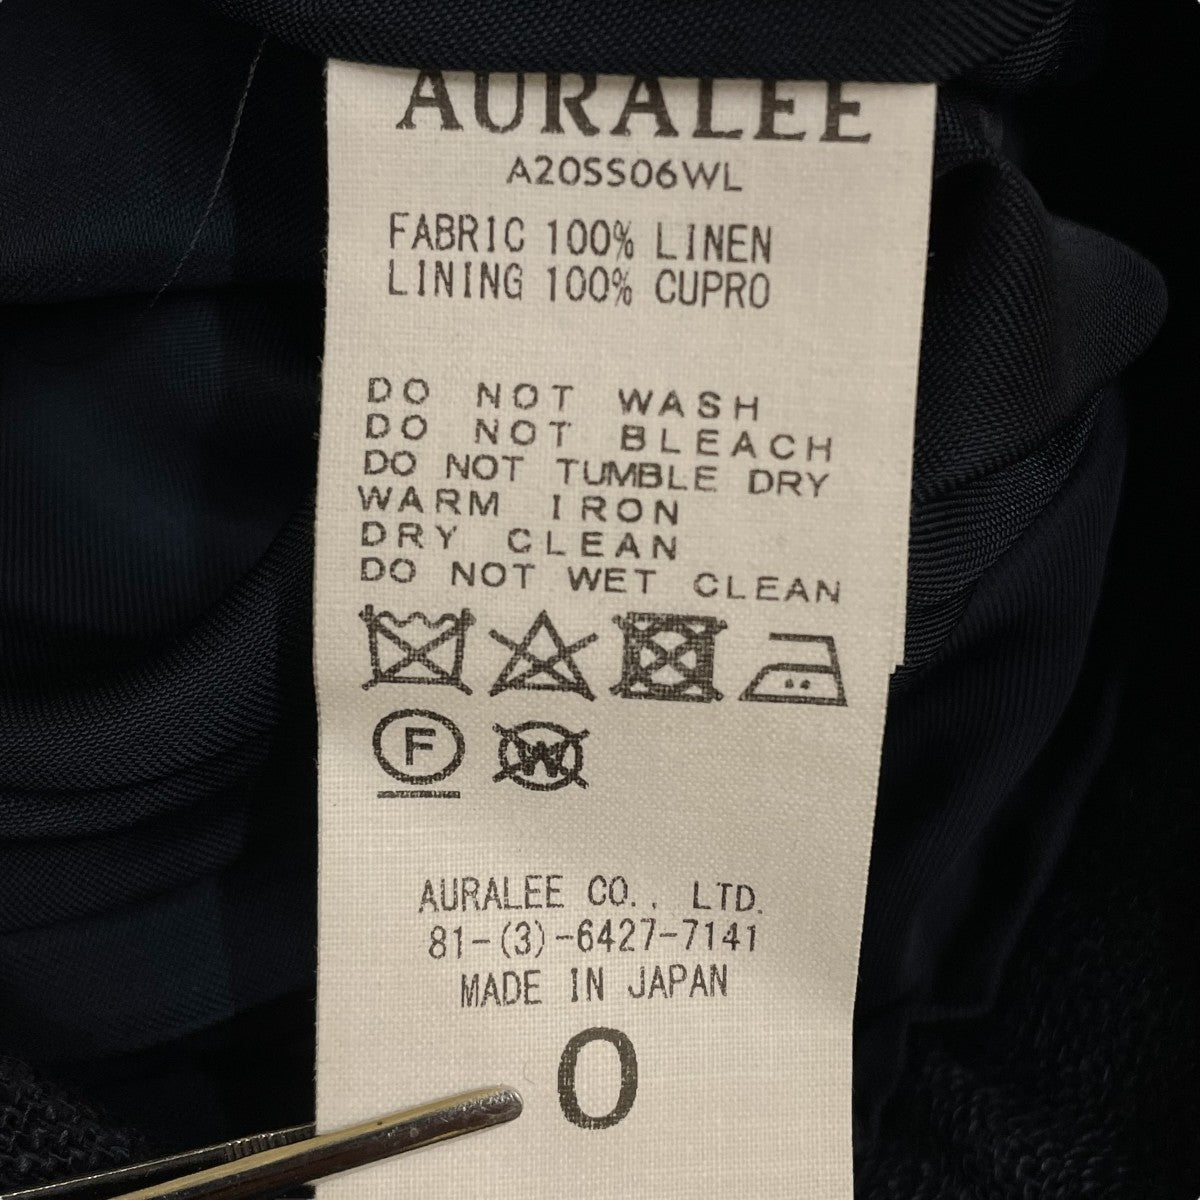 AURALEE
A20SS06WL
FABRIC 100% LINEN
LINING 100% CUPRO
DO NOT WASH
DO NOT BLEACH
DO NOT TUMBLE DRY
WARM IRON
DRY CLEAN
DO NOT WET CLEAN
F W
AURALEE CO., LTD.
81-(3)-6427-7141
MADE IN JAPAN
0